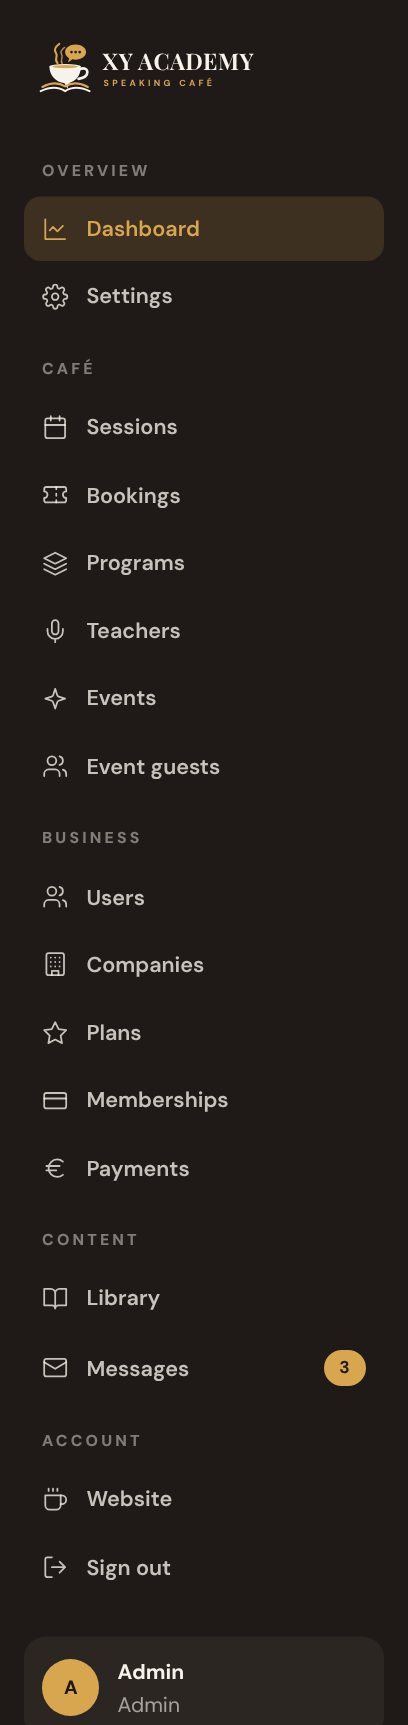 XY ACADEMY
SPEAKING CAFÉ
OVERVIEW
Dashboard
Settings
CAFÉ
Sessions
Bookings
Programs
Teachers
Events
Event guests
BUSINESS
Users
Companies
Plans
Memberships
Payments
CONTENT
Library
Messages 3
ACCOUNT
Website
Sign out
A
Admin
Admin